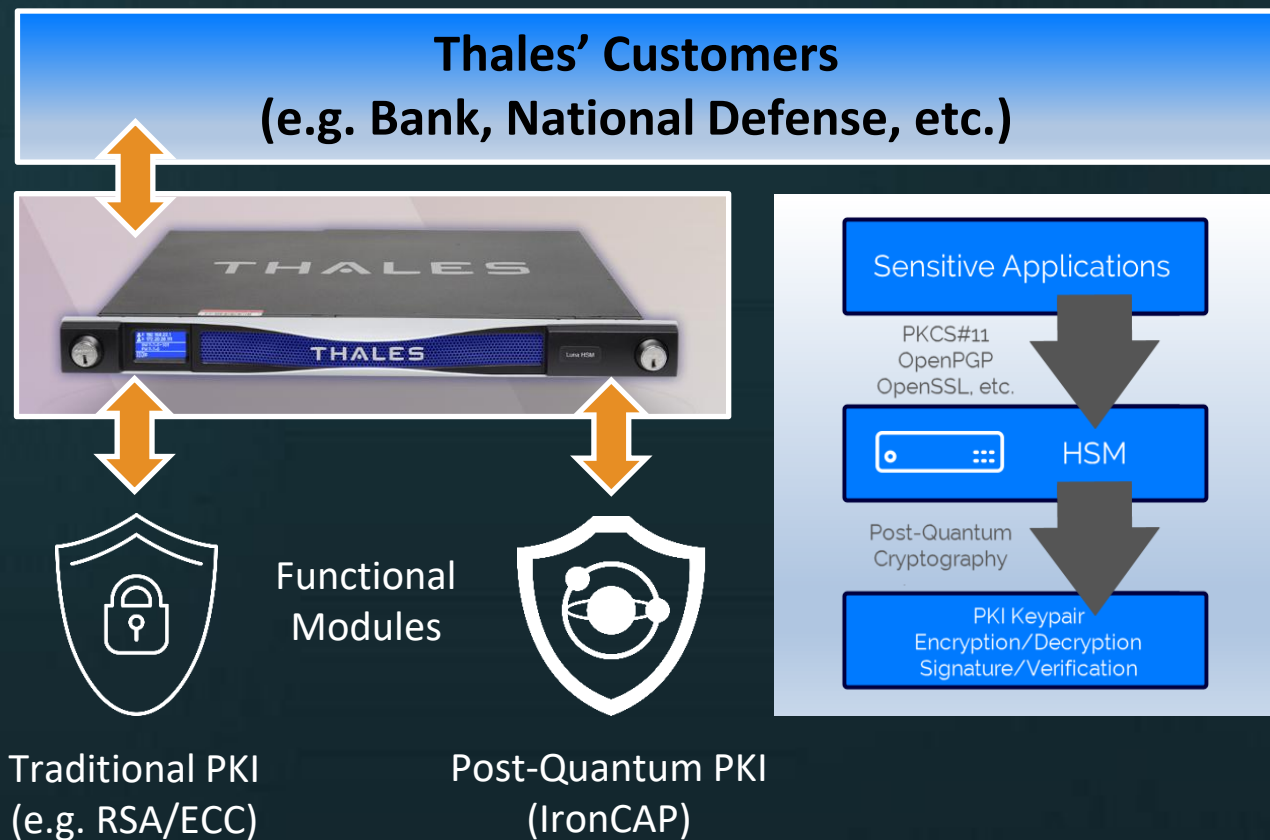 Thales’ Customers
(e.g. Bank, National Defense, etc.)
THALES
THALES
Luna HSM
Sensitive Applications
PKCS#11
OpenPGP
OpenSSL, etc.
HSM
Post-Quantum
Cryptography
PKI Keypair
Encryption/Decryption
Signature/Verification
Functional
Modules
Traditional PKI
(e.g. RSA/ECC)
Post-Quantum PKI
(IronCAP)